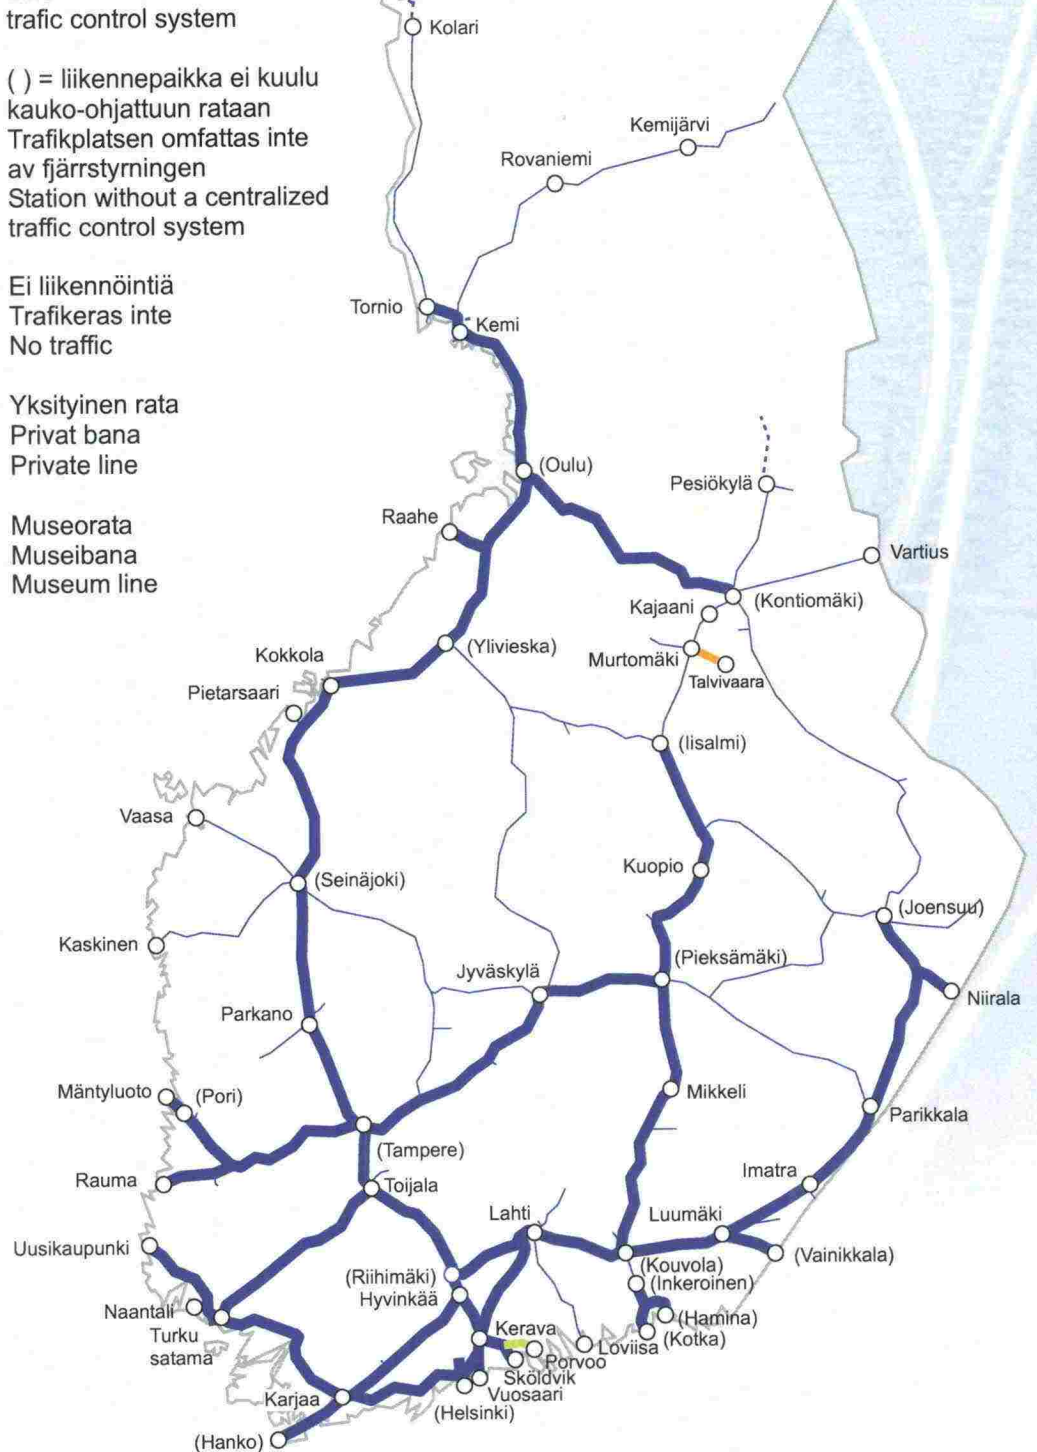 trafic control system
( ) = liikennepaikka ei kuulu
kauko-ohjattuun rataan
Trafikplatsen omfattas inte
av fjärrstyrningen
Station without a centralized
traffic control system
Ei liikennöintiä
Trafikeras inte
No traffic
Yksityinen rata
Privat bana
Private line
Museorata
Museibana
Museum line
Kolari
Kemijärvi
Rovaniemi
Tornio
Kemi
(Oulu)
Pesiökylä
Raahe
Vartius
Kajaani
(Kontiomäki)
(Ylivieska)
Murtomäki
Kokkola
Talvivaara
Pietarsaari
(Iisalmi)
Vaasa
Kuopio
(Seinäjoki)
(Joensuu)
Kaskinen
(Pieksämäki)
Jyväskylä
Niirala
Parkano
Mäntyluoto
(Pori)
Mikkeli
Parikkala
(Tampere)
Rauma
Toijala
Imatra
Lahti
Luumäki
Uusikaupunki
(Vainikkala)
(Kouvola)
(Riihimäki)
(Inkeroinen)
Hyvinkää
Naantali
(Hamina)
Turku
satama
Kerava
(Kotka)
Loviisa
Porvoo
Sköldvik
Vuosaari
Karjaa
(Helsinki)
(Hanko)